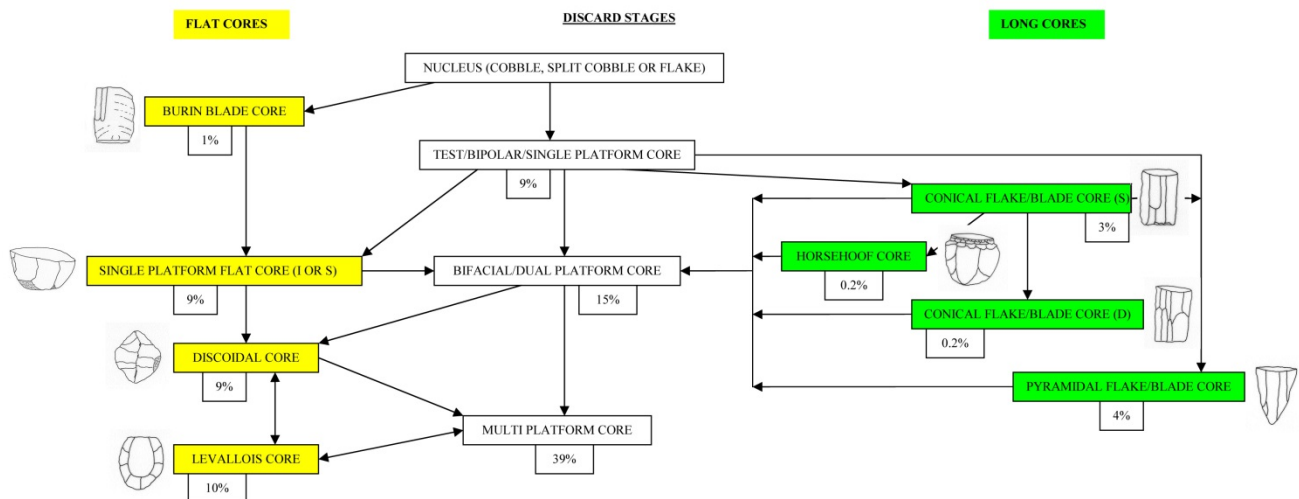 FLAT CORES
DISCARD STAGES
LONG CORES
NUCLEUS (COBBLE, SPLIT COBBLE OR FLAKE)
BURIN BLADE CORE
1%
TEST/BIPOLAR/SINGLE PLATFORM CORE
9%
CONICAL FLAKE/BLADE CORE (S)
3%
SINGLE PLATFORM FLAT CORE (I OR S)
9%
BIFACIAL/DUAL PLATFORM CORE
15%
HORSEHOOF CORE
0.2%
CONICAL FLAKE/BLADE CORE (D)
0.2%
DISCOIDAL CORE
9%
PYRAMIDAL FLAKE/BLADE CORE
4%
MULTI PLATFORM CORE
39%
LEVALLOIS CORE
10%